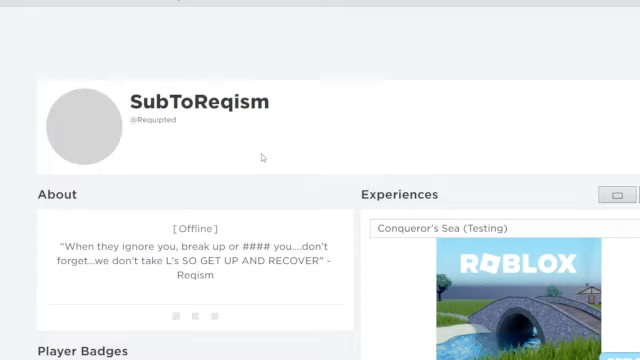 SubToReqism
@Requipted
About
[ Offline ]
"When they ignore you, break up or #### you....don't
forget...we don't take L's SO GET UP AND RECOVER" -
Reqism
Player Badges
Experiences
Conqueror's Sea (Testing)
ROBLOX